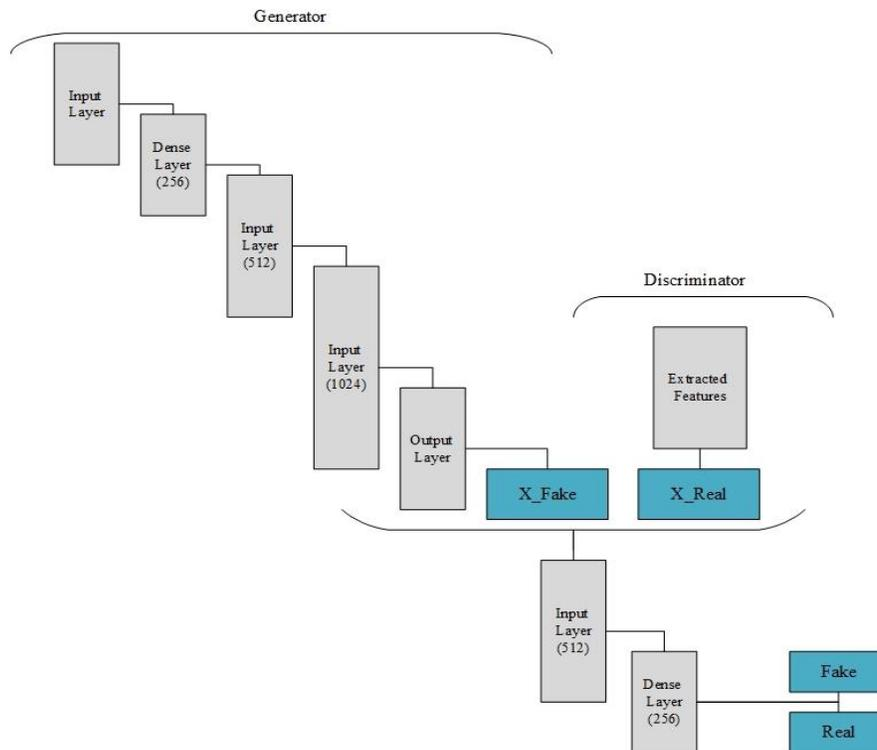 Generator
Input
Layer
Dense
Layer
(256)
Input
Layer
(512)
Input
Layer
(1024)
Output
Layer
X_Fake
Discriminator
Extracted
Features
X_Real
Input
Layer
(512)
Dense
Layer
(256)
Fake
Real